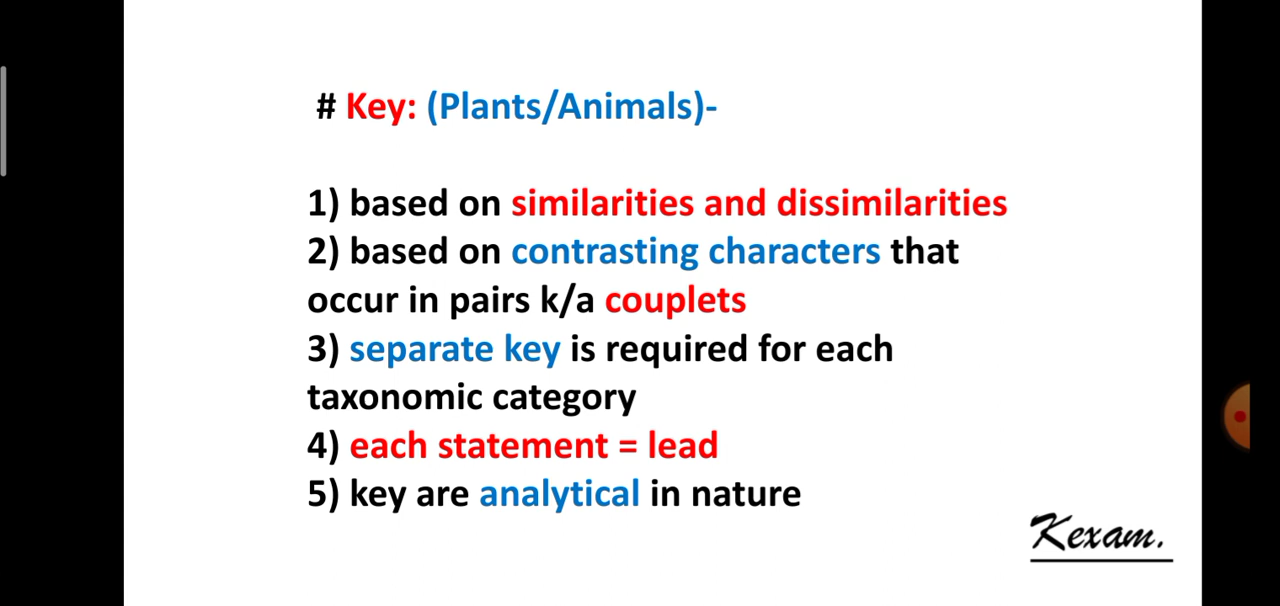 # Key: (Plants/Animals)-
1) based on similarities and dissimilarities
2) based on contrasting characters that
occur in pairs k/a couplets
3) separate key is required for each
taxonomic category
4) each statement = lead
5) key are analytical in nature
Kexam.